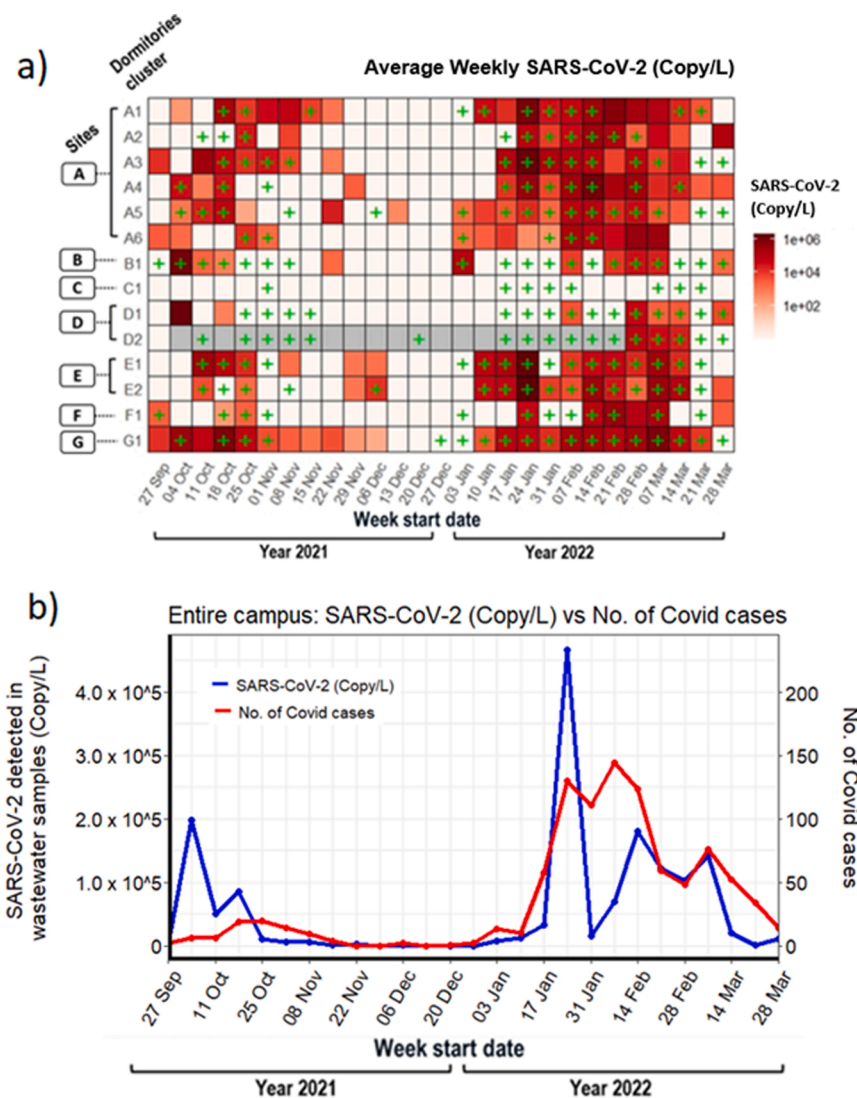 a)
Dormitories
cluster
Average Weekly SARS-CoV-2 (Copy/L)
Sites
A
B
C
D
E
F
G
A1
A2
A3
A4
A5
A6
B1
C1
D1
D2
E1
E2
F1
G1
SARS-CoV-2
(Copy/L)
1e+06
1e+04
1e+02
27 Sep
04 Oct
11 Oct
18 Oct
25 Oct
01 Nov
08 Nov
15 Nov
22 Nov
29 Nov
06 Dec
13 Dec
20 Dec
27 Dec
03 Jan
10 Jan
17 Jan
24 Jan
31 Jan
07 Feb
14 Feb
21 Feb
28 Feb
07 Mar
14 Mar
21 Mar
28 Mar
Week start date
Year 2021
Year 2022
b)
Entire campus: SARS-CoV-2 (Copy/L) vs No. of Covid cases
SARS-CoV-2 detected in
wastewater samples (Copy/L)
4.0 x 10^5
3.0 x 10^5
2.0 x 10^5
1.0 x 10^5
0
SARS-CoV-2 (Copy/L)
No. of Covid cases
200
150
100
50
0
No. of Covid cases
27 Sep
11 Oct
25 Oct
08 Nov
22 Nov
06 Dec
20 Dec
03 Jan
17 Jan
31 Jan
14 Feb
28 Feb
14 Mar
28 Mar
Week start date
Year 2021
Year 2022